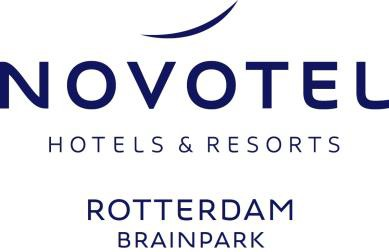 NOVOTEL
HOTELS & RESORTS
ROTTERDAM
BRAINPARK